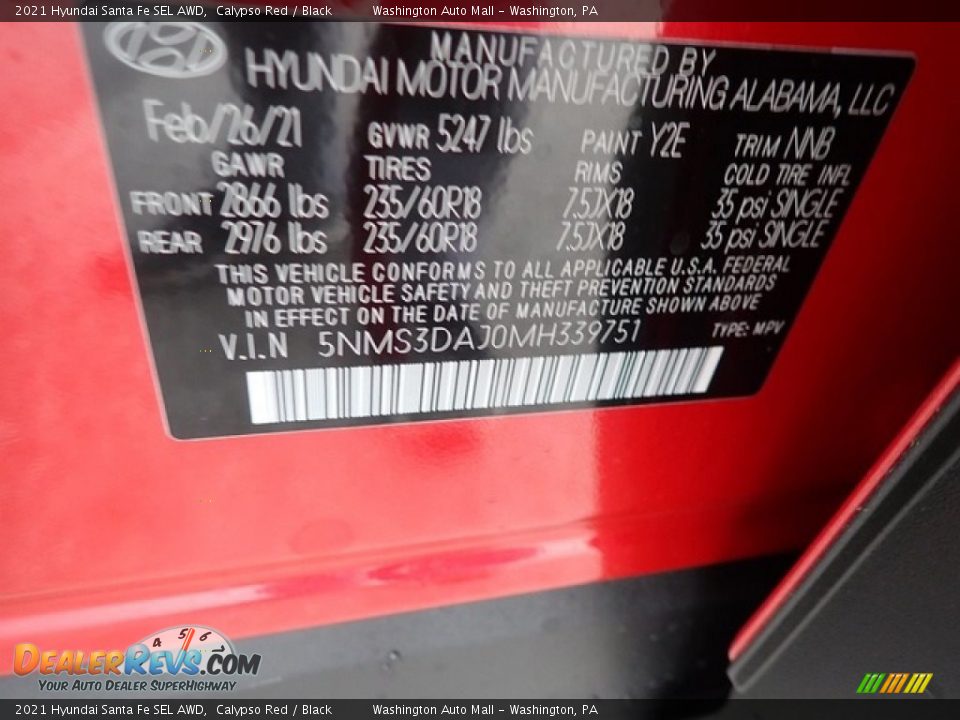 2021 Hyundai Santa Fe SEL AWD, Calypso Red / Black Washington Auto Mall - Washington, PA
MANUFACTURED BY
HYUNDAI MOTOR MANUFACTURING ALABAMA, LLC
Feb/26/21 GVWR 5247 lbs PAINT Y2E TRIM NNB
GAWR TIRES RIMS COLD TIRE INFL
FRONT 2866 lbs 235/60R18 7.5JX18 35 psi SINGLE
REAR 2976 lbs 235/60R18 7.5JX18 35 psi SINGLE
THIS VEHICLE CONFORMS TO ALL APPLICABLE U.S.A. FEDERAL
MOTOR VEHICLE SAFETY AND THEFT PREVENTION STANDARDS
IN EFFECT ON THE DATE OF MANUFACTURE SHOWN ABOVE
V.I.N 5NMS3DAJ0MH339751 TYPE: MPV
4 5 6
DEALERREVS.COM
YOUR AUTO DEALER SUPERHIGHWAY
2021 Hyundai Santa Fe SEL AWD, Calypso Red / Black Washington Auto Mall - Washington, PA